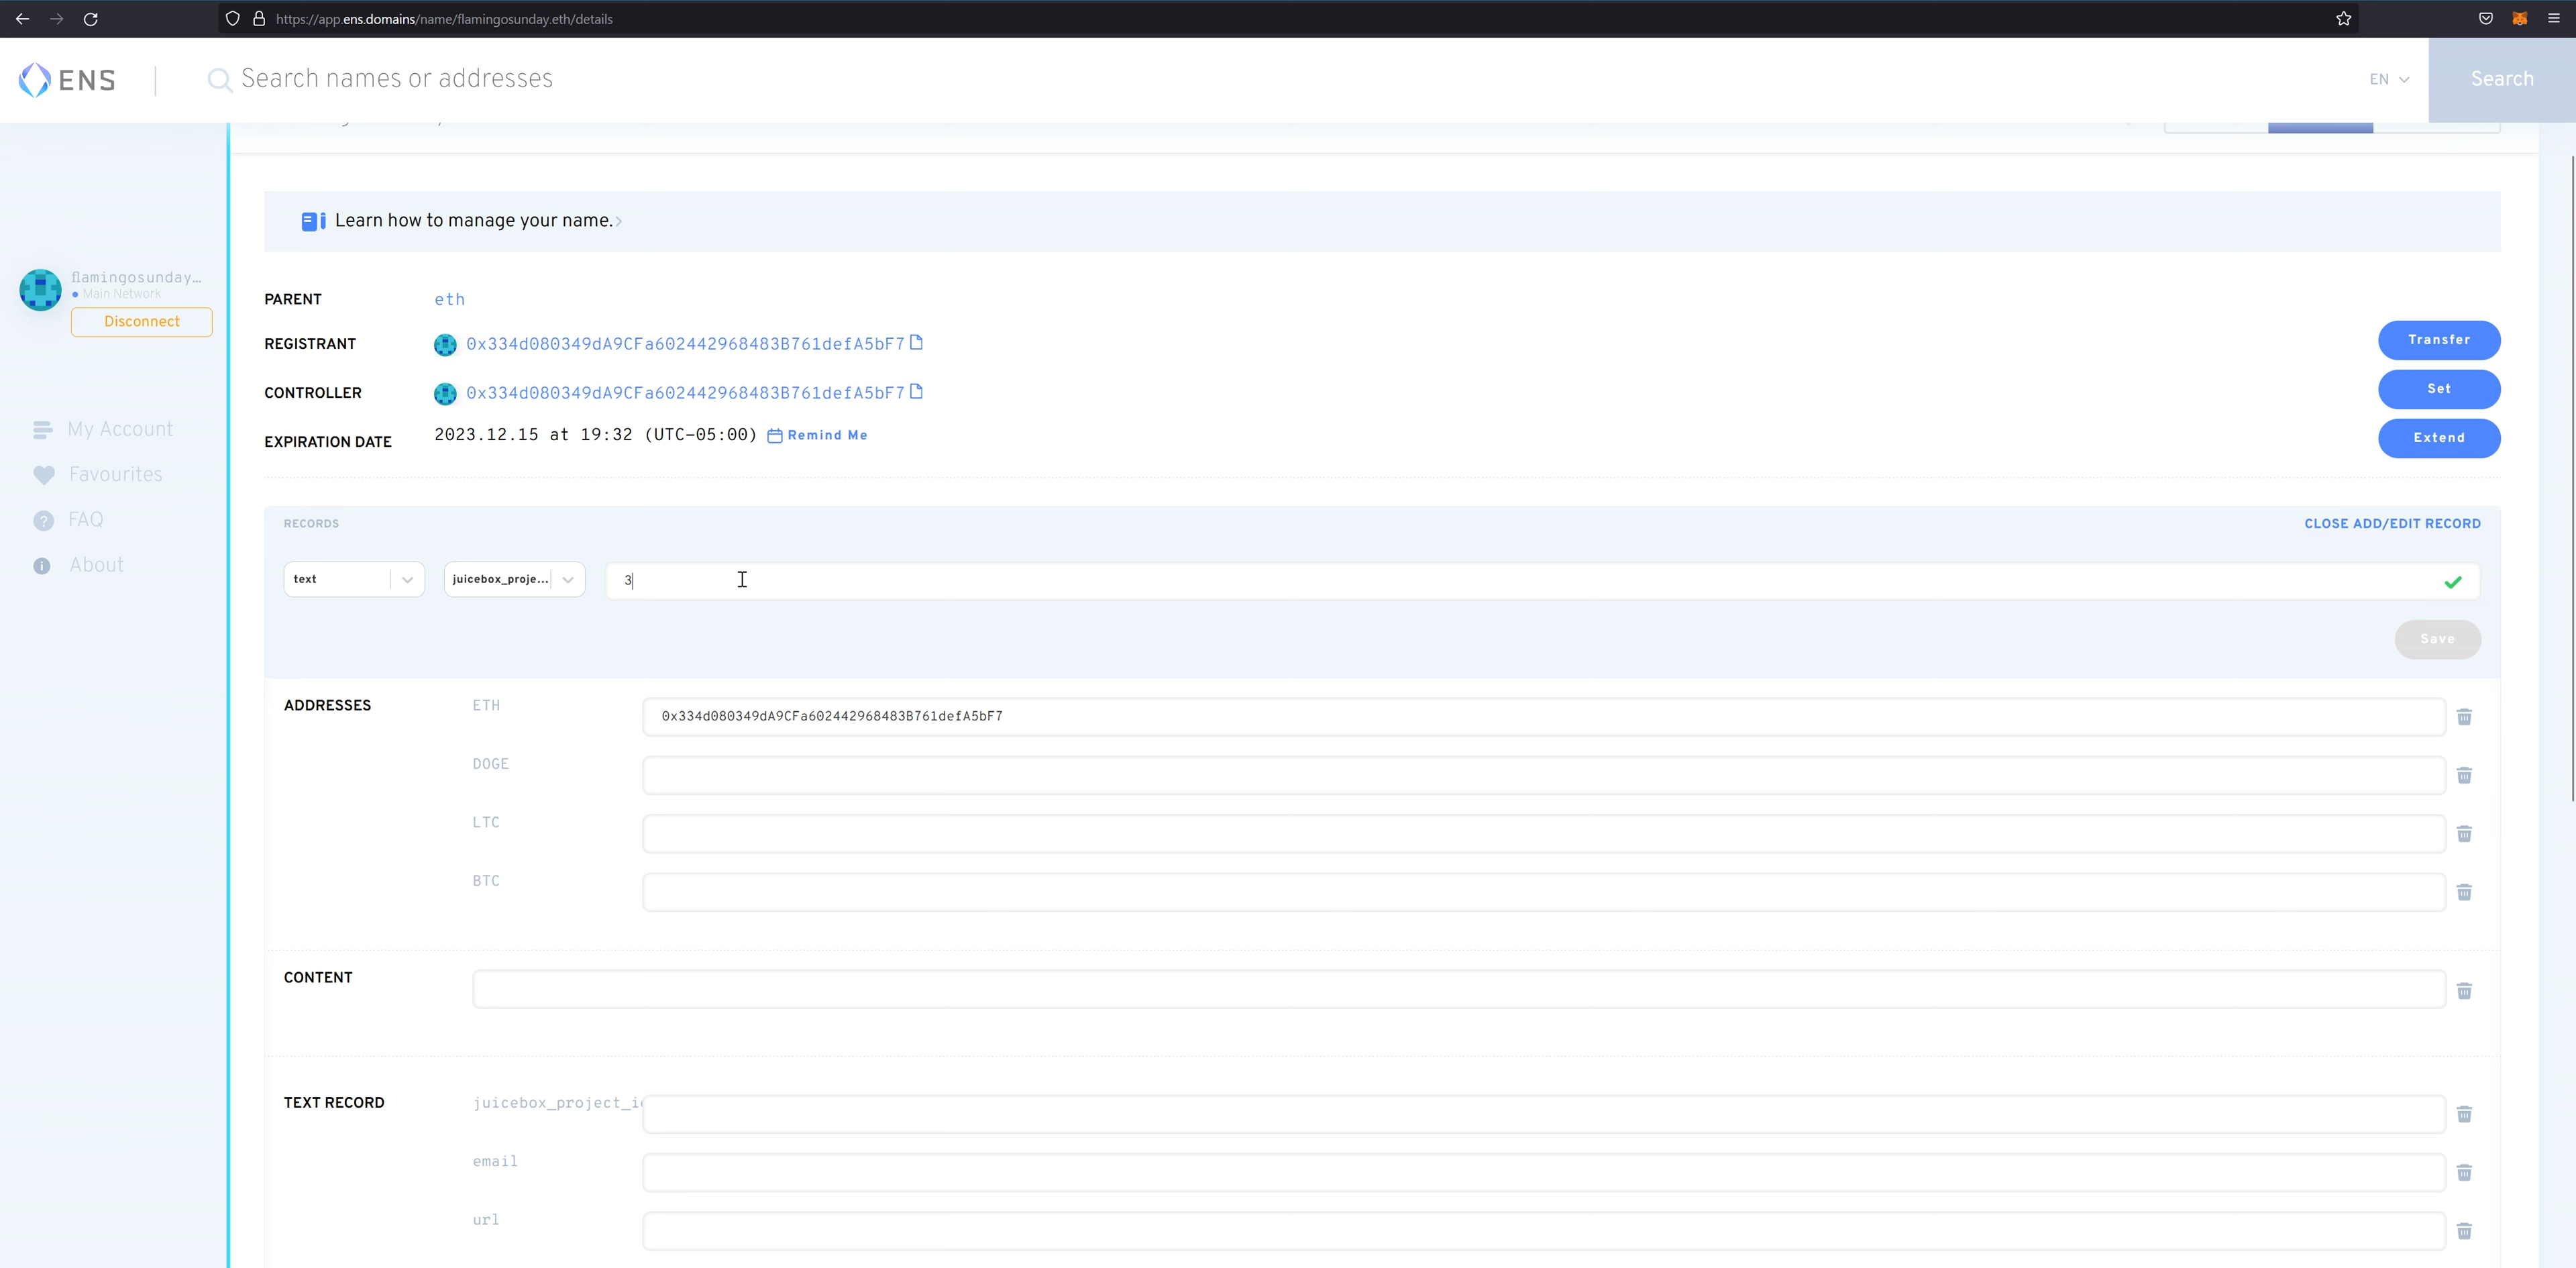 https://app.ens.domains/name/flamingosunday.eth/details
ENS
Search names or addresses
EN
Search
Learn how to manage your name.
flamingosunday...
Main Network
Disconnect
My Account
Favourites
FAQ
About
PARENT
eth
REGISTRANT
0x334d080349dA9CFa602442968483B761defA5bF7
Transfer
CONTROLLER
0x334d080349dA9CFa602442968483B761defA5bF7
Set
EXPIRATION DATE
2023.12.15 at 19:32 (UTC-05:00)
Remind Me
Extend
RECORDS
CLOSE ADD/EDIT RECORD
text
juicebox_proje...
3
Save
ADDRESSES
ETH
0x334d080349dA9CFa602442968483B761defA5bF7
DOGE
LTC
BTC
CONTENT
TEXT RECORD
juicebox_project_i
email
url